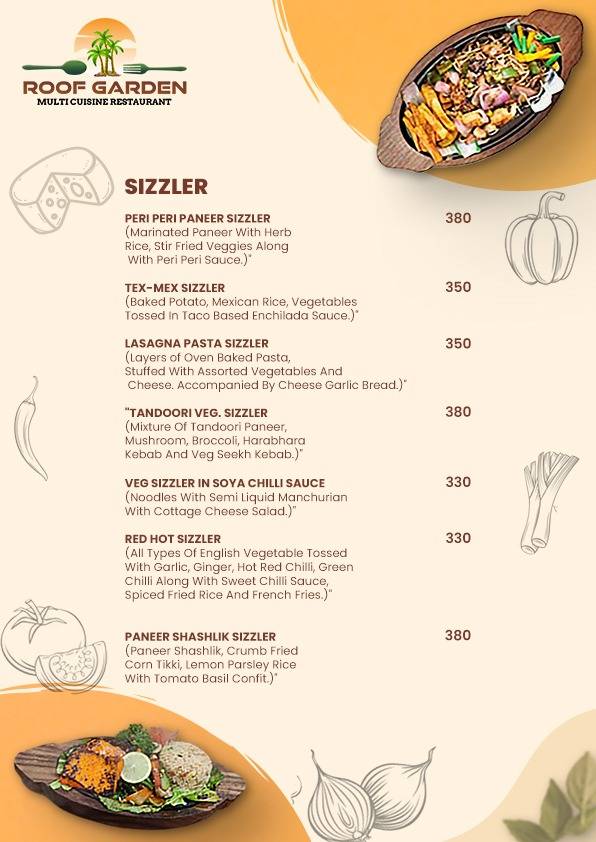 ROOF GARDEN
MULTI CUISINE RESTAURANT
SIZZLER
PERI PERI PANEER SIZZLER 380
(Marinated Paneer With Herb
Rice, Stir Fried Veggies Along
With Peri Peri Sauce.)"
TEX-MEX SIZZLER 350
(Baked Potato, Mexican Rice, Vegetables
Tossed In Taco Based Enchilada Sauce.)"
LASAGNA PASTA SIZZLER 350
(Layers of Oven Baked Pasta,
Stuffed With Assorted Vegetables And
Cheese. Accompanied By Cheese Garlic Bread.)"
"TANDOORI VEG. SIZZLER 380
(Mixture Of Tandoori Paneer,
Mushroom, Broccoli, Harabhara
Kebab And Veg Seekh Kebab.)"
VEG SIZZLER IN SOYA CHILLI SAUCE 330
(Noodles With Semi Liquid Manchurian
With Cottage Cheese Salad.)"
RED HOT SIZZLER 330
(All Types Of English Vegetable Tossed
With Garlic, Ginger, Hot Red Chilli, Green
Chilli Along With Sweet Chilli Sauce,
Spiced Fried Rice And French Fries.)"
PANEER SHASHLIK SIZZLER 380
(Paneer Shashlik, Crumb Fried
Corn Tikki, Lemon Parsley Rice
With Tomato Basil Confit.)"